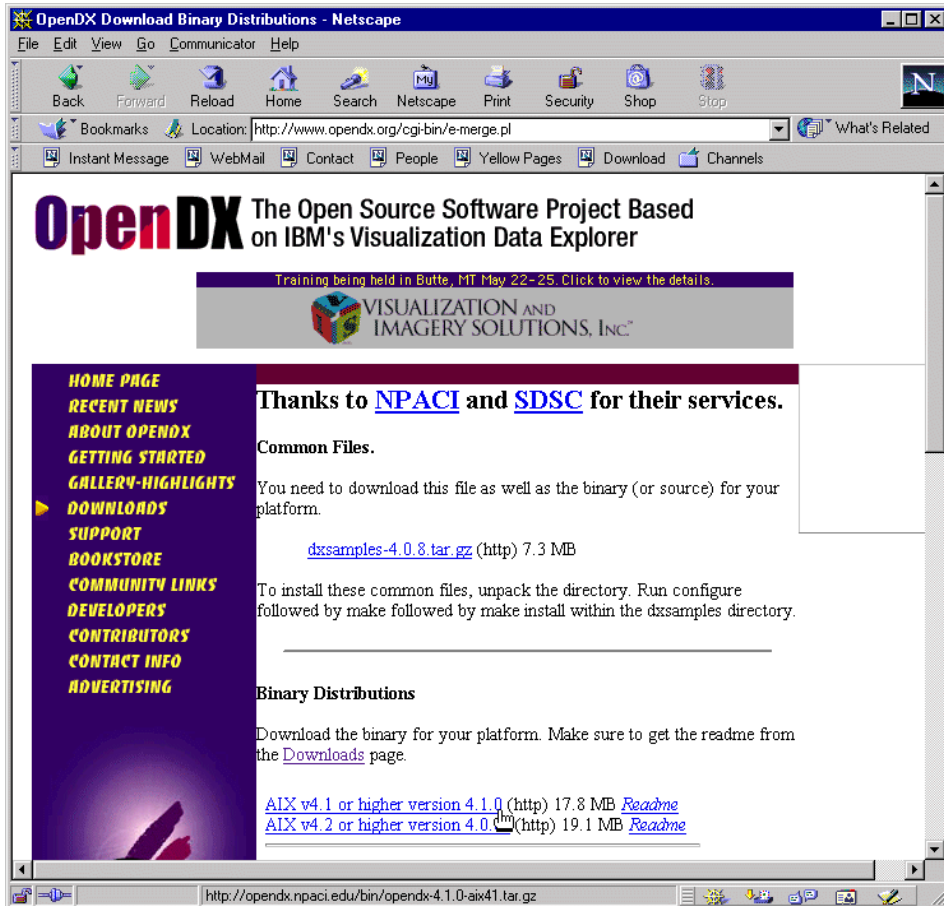 OpenDX Download Binary Distributions - Netscape
File Edit View Go Communicator Help
Back Forward Reload Home Search Netscape Print Security Shop Stop
My
N
Bookmarks Location: http://www.opendx.org/cgi-bin/e-merge.pl What's Related
Instant Message WebMail Contact People Yellow Pages Download Channels
OpenDX The Open Source Software Project Based
on IBM's Visualization Data Explorer
Training being held in Butte, MT May 22-25. Click to view the details.
VISUALIZATION AND
IMAGERY SOLUTIONS, INC.
HOME PAGE
RECENT NEWS
ABOUT OPENDX
GETTING STARTED
GALLERY-HIGHLIGHTS
DOWNLOADS
SUPPORT
BOOKSTORE
COMMUNITY LINKS
DEVELOPERS
CONTRIBUTORS
CONTACT INFO
ADVERTISING
Thanks to NPACI and SDSC for their services.
Common Files.
You need to download this file as well as the binary (or source) for your
platform.
dxsamples-4.0.8.tar.gz (http) 7.3 MB
To install these common files, unpack the directory. Run configure
followed by make followed by make install within the dxsamples directory.
Binary Distributions
Download the binary for your platform. Make sure to get the readme from
the Downloads page.
AIX v4.1 or higher version 4.1.0 (http) 17.8 MB Readme
AIX v4.2 or higher version 4.0. (http) 19.1 MB Readme
http://opendx.npaci.edu/bin/opendx-4.1.0-aix41.tar.gz